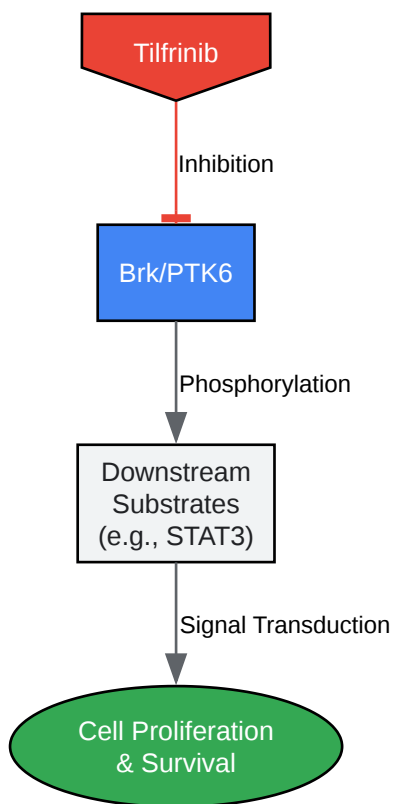 Tilfrinib
Inhibition
Brk/PTK6
Phosphorylation
Downstream
Substrates
(e.g., STAT3)
Signal Transduction
Cell Proliferation
& Survival